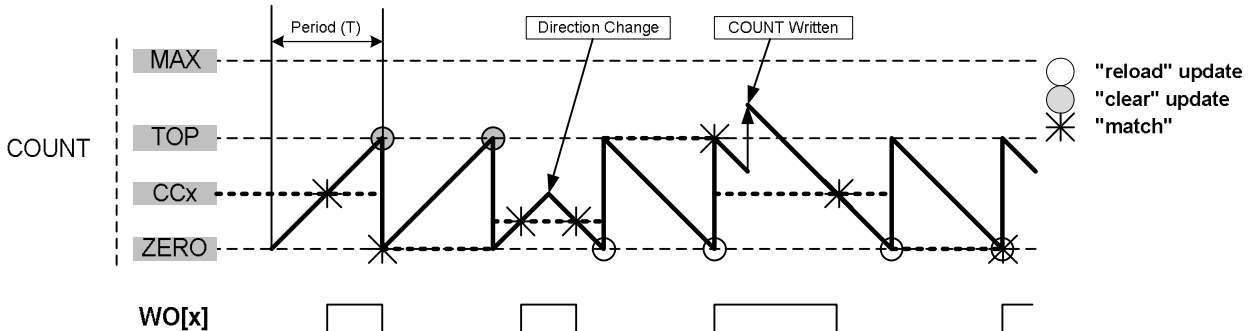 Period (T)
Direction Change
COUNT Written
MAX
"reload" update
"clear" update
TOP
"match"
COUNT
CCx
ZERO
WO[x]